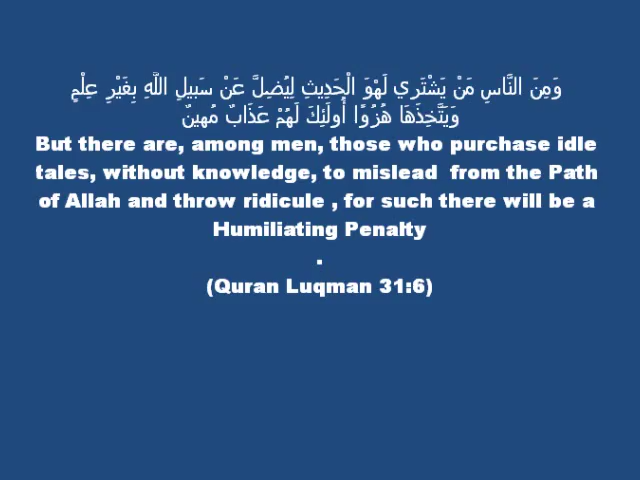 وَمِنَ النَّاسِ مَنْ يَشْتَرِي لَهْوَ الْحَدِيثِ لِيُضِلَّ عَنْ سَبِيلِ اللَّهِ بِغَيْرِ عِلْمٍ
وَيَتَّخِذَهَا هُزُوًا أُولَئِكَ لَهُمْ عَذَابٌ مُهِينٌ
But there are, among men, those who purchase idle
tales, without knowledge, to mislead  from the Path
of Allah and throw ridicule , for such there will be a
Humiliating Penalty
.
(Quran Luqman 31:6)